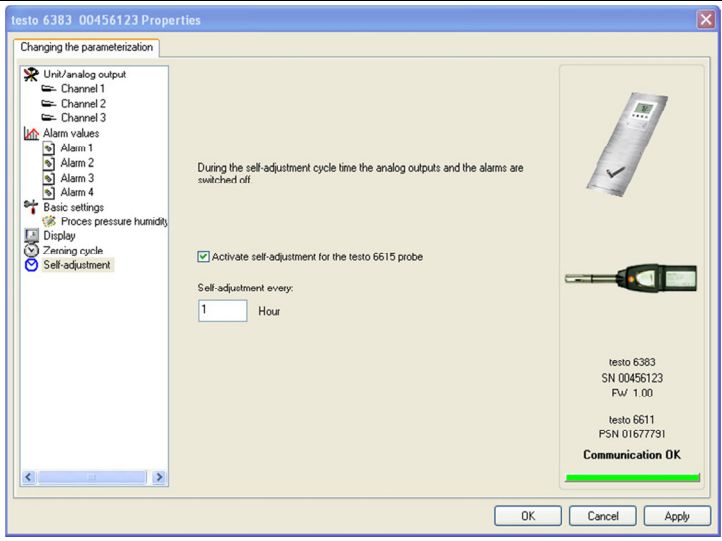 testo 6383 00456123 Properties
Changing the parameterization
Unit/analog output
Channel 1
Channel 2
Channel 3
Alarm values
Alarm 1
Alarm 2
Alarm 3
Alarm 4
Basic settings
Proces pressure humidity
Display
Zeroing cycle
Self-adjustment
During the self-adjustment cycle time the analog outputs and the alarms are
switched off.
Activate self-adjustment for the testo 6615 probe
Self-adjustment every:
1 Hour
testo 6383
SN 00456123
FW 1.00
testo 6611
PSN 01677791
Communication OK
OK Cancel Apply